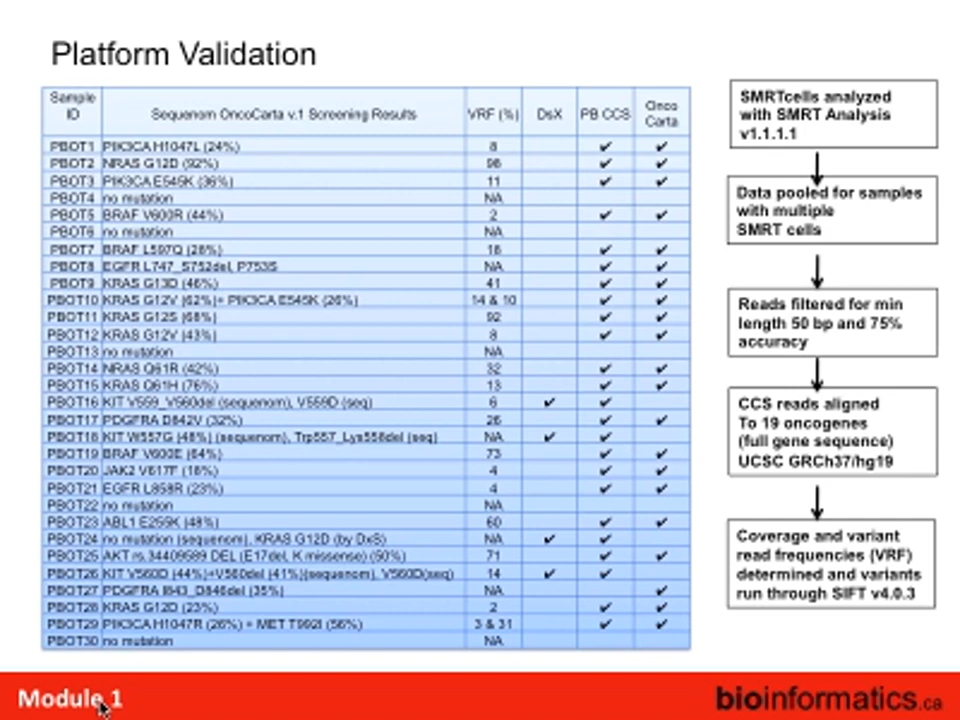 Platform Validation
Sample ID Sequenom OncoCarta v.1 Screening Results VRF (%) DsX PB CCS Onco Carta
PBOT1 PIK3CA H1047L (24%) 8 ✔ ✔
PBOT2 NRAS G12D (92%) 98 ✔ ✔
PBOT3 PIK3CA E545K (36%) 11 ✔ ✔
PBOT4 no mutation NA
PBOT5 BRAF V600R (44%) 2 ✔ ✔
PBOT6 no mutation NA
PBOT7 BRAF L597Q (28%) 18 ✔ ✔
PBOT8 EGFR L747_S752del, P753S NA ✔ ✔
PBOT9 KRAS G13D (46%) 41 ✔ ✔
PBOT10 KRAS G12V (62%)+ PIK3CA E545K (26%) 14 & 10 ✔ ✔
PBOT11 KRAS G12S (68%) 92 ✔ ✔
PBOT12 KRAS G12V (43%) 8 ✔ ✔
PBOT13 no mutation NA
PBOT14 NRAS Q61R (42%) 32 ✔ ✔
PBOT15 KRAS Q61H (76%) 13 ✔ ✔
PBOT16 KIT V559_V560del (sequenom), V559D (seq) 6 ✔ ✔
PBOT17 PDGFRA D842V (32%) 26 ✔ ✔
PBOT18 KIT W557G (48%) (sequenom), Trp557_Lys558del (seq) NA ✔ ✔
PBOT19 BRAF V600E (64%) 73 ✔ ✔
PBOT20 JAK2 V617F (18%) 4 ✔ ✔
PBOT21 EGFR L858R (23%) 4 ✔ ✔
PBOT22 no mutation NA
PBOT23 ABL1 E255K (48%) 60 ✔ ✔
PBOT24 no mutation (sequenom), KRAS G12D (by DxS) NA ✔ ✔
PBOT25 AKT rs.34409589 DEL (E17del, K missense) (50%) 71 ✔ ✔
PBOT26 KIT V560D (44%)+V560del (41%)(sequenom), V560D(seq) 14 ✔ ✔
PBOT27 PDGFRA I843_D846del (35%) NA ✔
PBOT28 KRAS G12D (23%) 2 ✔ ✔
PBOT29 PIK3CA H1047R (26%) + MET T992I (56%) 3 & 31 ✔ ✔
PBOT30 no mutation NA
SMRTcells analyzed
with SMRT Analysis
v1.1.1.1
Data pooled for samples
with multiple
SMRT cells
Reads filtered for min
length 50 bp and 75%
accuracy
CCS reads aligned
To 19 oncogenes
(full gene sequence)
UCSC GRCh37/hg19
Coverage and variant
read frequencies (VRF)
determined and variants
run through SIFT v4.0.3
Module 1
bioinformatics.ca